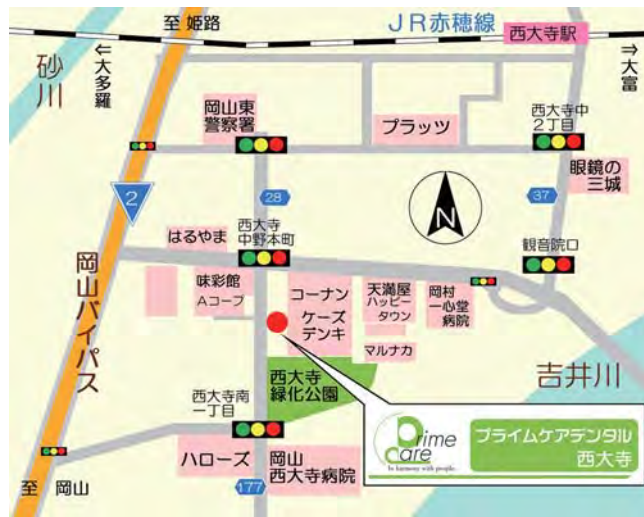 至 姫路
JR赤穂線
西大寺駅
砂川
⇐大多羅
⇒大富
岡山東
警察署
プラッツ
西大寺中
2丁目
眼鏡の
三城
2
28
37
N
はるやま
西大寺
中野本町
観音院口
味彩館
Aコープ
コーナン
ケーズ
デンキ
天満屋
ハッピー
タウン
岡村
一心堂
病院
マルナカ
岡山バイパス
西大寺
緑化公園
吉井川
西大寺南
一丁目
Prime
Care
In harmony with people.
プライムケアデンタル
西大寺
ハローズ
岡山
西大寺病院
177
至 岡山